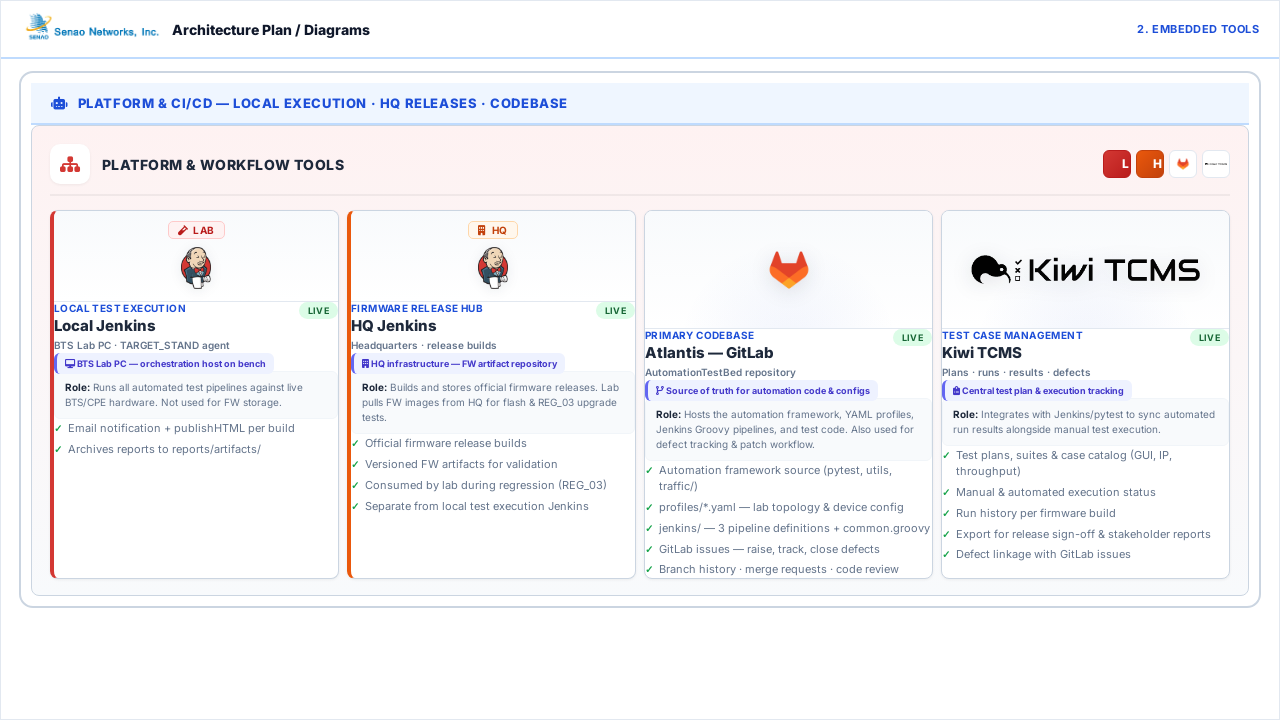 SENAO
Senao Networks, Inc.
Architecture Plan / Diagrams
2. EMBEDDED TOOLS
PLATFORM & CI/CD — LOCAL EXECUTION · HQ RELEASES · CODEBASE
PLATFORM & WORKFLOW TOOLS
L
H
LAB
LOCAL TEST EXECUTION
LIVE
Local Jenkins
BTS Lab PC · TARGET_STAND agent
BTS Lab PC — orchestration host on bench
Role: Runs all automated test pipelines against live
BTS/CPE hardware. Not used for FW storage.
✓ Email notification + publishHTML per build
✓ Archives reports to reports/artifacts/
HQ
FIRMWARE RELEASE HUB
LIVE
HQ Jenkins
Headquarters · release builds
HQ infrastructure — FW artifact repository
Role: Builds and stores official firmware releases. Lab
pulls FW images from HQ for flash & REG_03 upgrade
tests.
✓ Official firmware release builds
✓ Versioned FW artifacts for validation
✓ Consumed by lab during regression (REG_03)
✓ Separate from local test execution Jenkins
PRIMARY CODEBASE
LIVE
Atlantis — GitLab
AutomationTestBed repository
Source of truth for automation code & configs
Role: Hosts the automation framework, YAML profiles,
Jenkins Groovy pipelines, and test code. Also used for
defect tracking & patch workflow.
✓ Automation framework source (pytest, utils,
traffic/)
✓ profiles/*.yaml — lab topology & device config
✓ jenkins/ — 3 pipeline definitions + common.groovy
✓ GitLab issues — raise, track, close defects
✓ Branch history · merge requests · code review
Kiwi TCMS
TEST CASE MANAGEMENT
LIVE
Kiwi TCMS
Plans · runs · results · defects
Central test plan & execution tracking
Role: Integrates with Jenkins/pytest to sync automated
run results alongside manual test execution.
✓ Test plans, suites & case catalog (GUI, IP,
throughput)
✓ Manual & automated execution status
✓ Run history per firmware build
✓ Export for release sign-off & stakeholder reports
✓ Defect linkage with GitLab issues